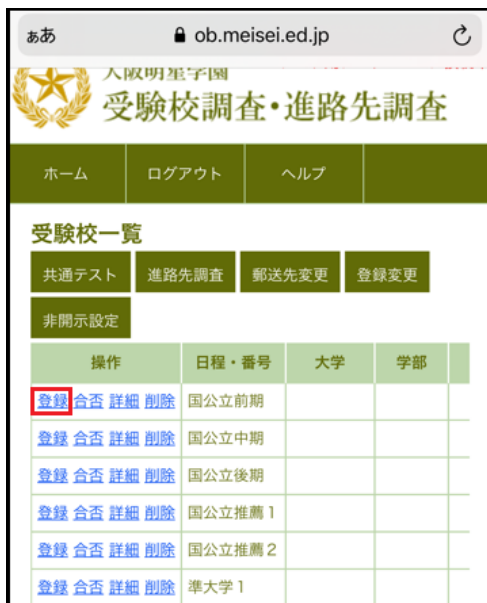 ああ ob.meisei.ed.jp
大阪明星学園
受験校調査・進路先調査
ホーム ログアウト ヘルプ
受験校一覧
共通テスト 進路先調査 郵送先変更 登録変更
非開示設定
操作 日程・番号 大学 学部
登録 合否 詳細 削除 国公立前期
登録 合否 詳細 削除 国公立中期
登録 合否 詳細 削除 国公立後期
登録 合否 詳細 削除 国公立推薦1
登録 合否 詳細 削除 国公立推薦2
登録 合否 詳細 削除 準大学1